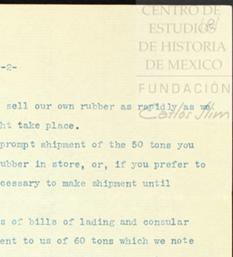 CENTRO DE
ESTUDIOS
DE HISTORIA
DE MEXICO
FUNDACIÓN
Carlos Slim
-2-
sell our own rubber as rapidly as we
ht take place.
prompt shipment of the 50 tons you
ubber in store, or, if you prefer to
cessary to make shipment until
s of bills of lading and consular
ent to us of 60 tons which we note